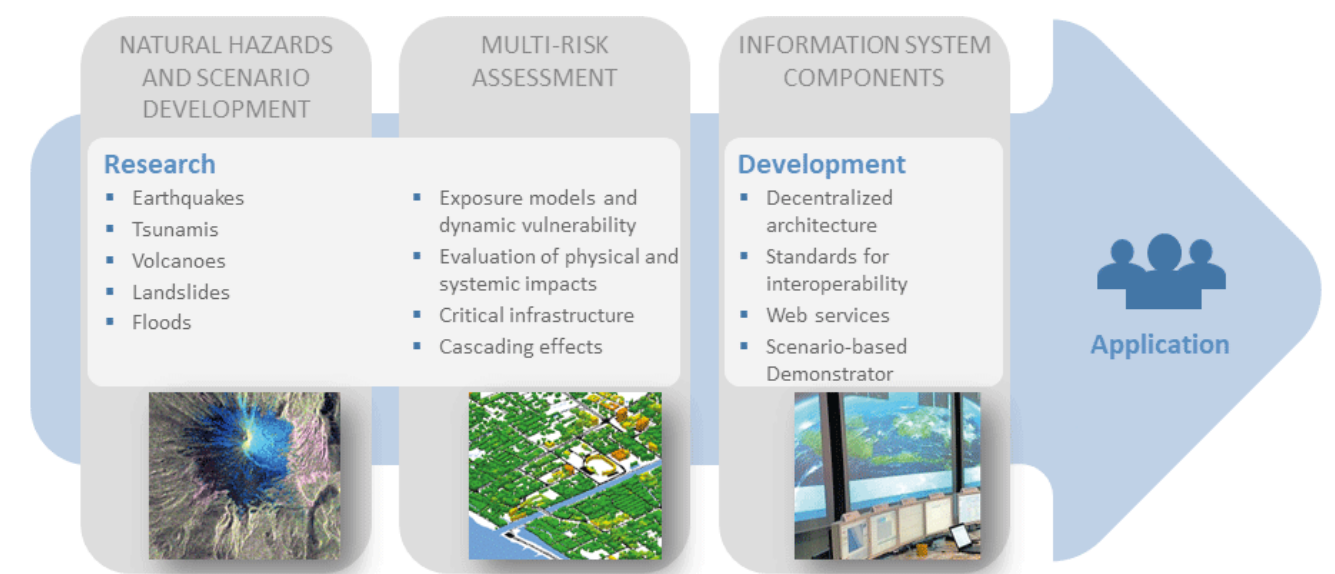 NATURAL HAZARDS
AND SCENARIO
DEVELOPMENT
MULTI-RISK
ASSESSMENT
INFORMATION SYSTEM
COMPONENTS
Research
▪ Earthquakes
▪ Tsunamis
▪ Volcanoes
▪ Landslides
▪ Floods
▪ Exposure models and
dynamic vulnerability
▪ Evaluation of physical and
systemic impacts
▪ Critical infrastructure
▪ Cascading effects
Development
▪ Decentralized
architecture
▪ Standards for
interoperability
▪ Web services
▪ Scenario-based
Demonstrator
Application